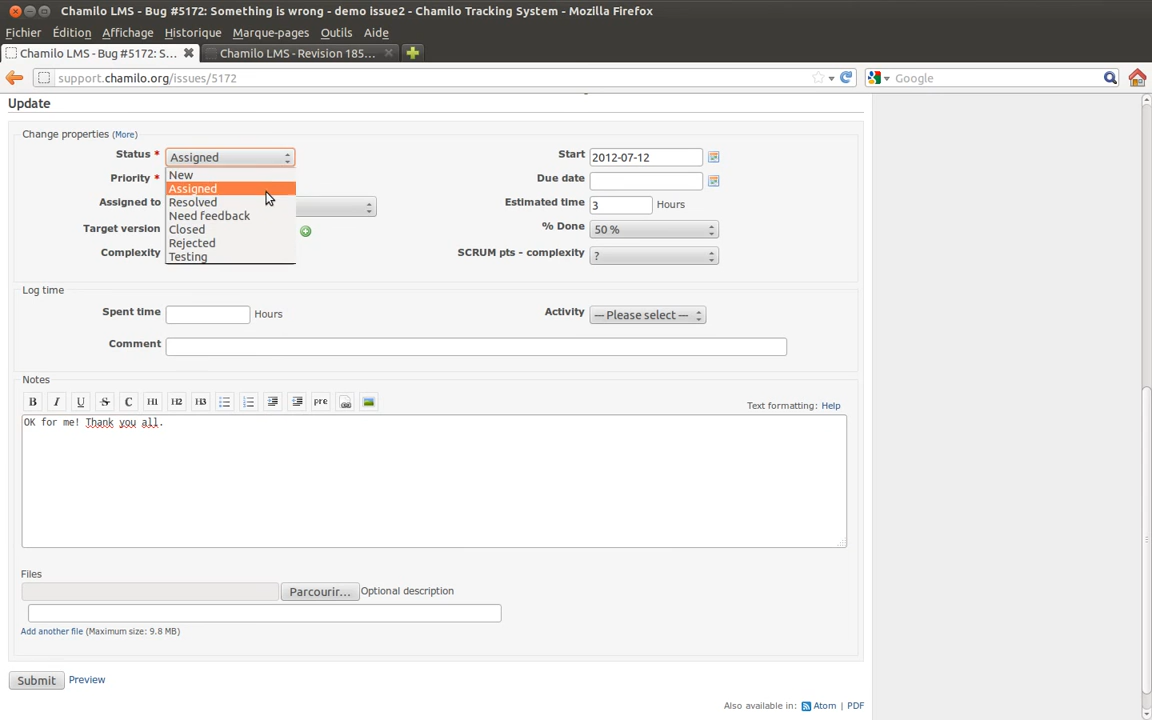 Chamilo LMS - Bug #5172: Something is wrong - demo issue2 - Chamilo Tracking System - Mozilla Firefox
Fichier Édition Affichage Historique Marque-pages Outils Aide
Chamilo LMS - Bug #5172: S... Chamilo LMS - Revision 185...
support.chamilo.org/issues/5172 Google
Update
Change properties (More)
Status * Assigned Start 2012-07-12
New
Priority * Assigned Due date
Assigned to Resolved Estimated time 3 Hours
Need feedback
Target version Closed % Done 50 %
Rejected
Complexity Testing SCRUM pts - complexity ?
Log time
Spent time Hours Activity --- Please select ---
Comment
Notes
B I U S C H1 H2 H3 pre Text formatting: Help
OK for me! Thank you all.
Files
Parcourir... Optional description
Add another file (Maximum size: 9.8 MB)
Submit Preview
Also available in: Atom | PDF